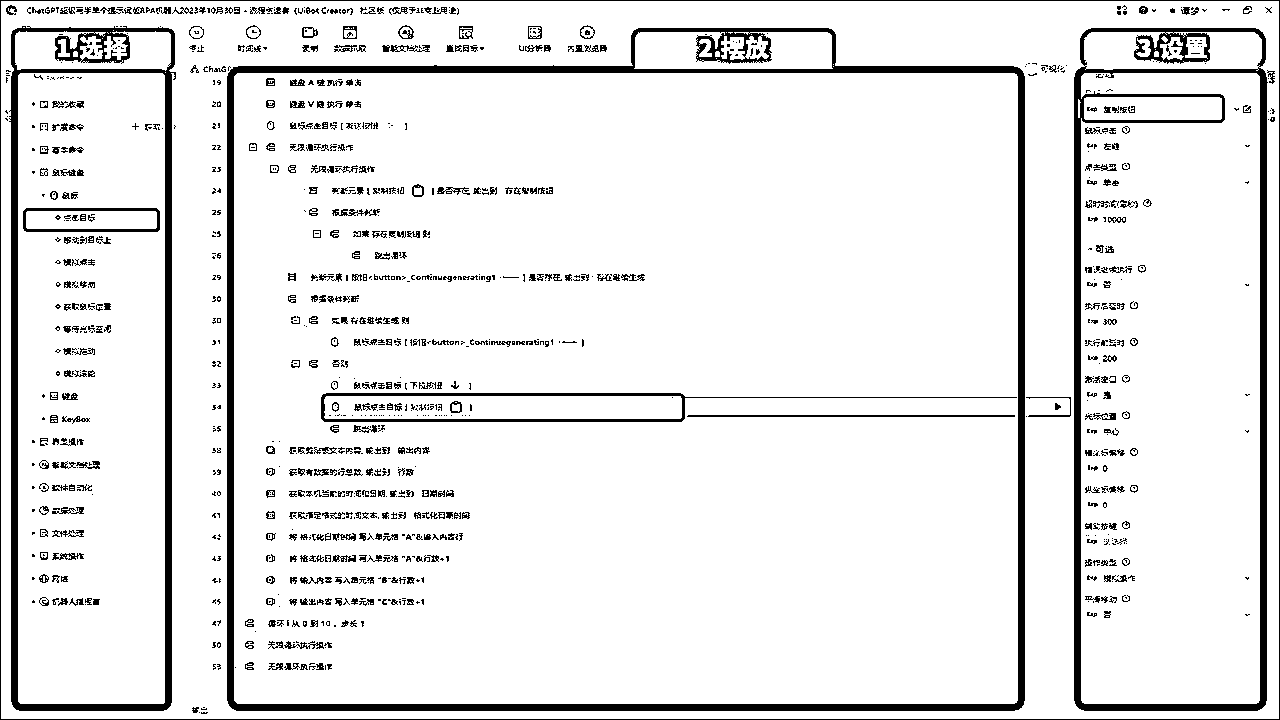 ChatGPT超级写手单个提示词版RPA机器人2023年10月30日 - 流程创造者（UiBot Creator） 社区版（仅用于非专业用途）
1.选择
停止
时间线
录制
数据抓取
智能文档处理
查找目标
UI分析器
内置浏览器
2.摆放
3.设置
ChatG
可视化
我的收藏
扩展命令
基本命令
鼠标键盘
鼠标
点击目标
移动到目标上
模拟点击
模拟移动
获取鼠标位置
等待光标空闲
模拟拖动
模拟滚轮
键盘
KeyBox
界面操作
智能文档处理
软件自动化
数据处理
文件处理
系统操作
网络
19 键盘 A 键 执行 单击
20 键盘 V 键 执行 单击
21 鼠标点击目标 [ 发送按钮 ]
22 无限循环执行操作
23 无限循环执行操作
24 判断元素 [ 复制按钮 ] 是否存在, 输出到 存在复制按钮
25 根据条件判断
25 如果 存在复制按钮 则
26 跳出循环
29 判断元素 [ 按钮<button>_Continuegenerating1 ] 是否存在, 输出到 存在继续生成
30 根据条件判断
30 如果 存在继续生成 则
31 鼠标点击目标 [ 按钮<button>_Continuegenerating1 ]
32 否则
33 鼠标点击目标 [ 下拉按钮 ]
34 鼠标点击目标 [ 复制按钮 ]
35 跳出循环
38 获取剪贴板文本内容, 输出到 输出内容
39 获取有数据的行总数, 输出到 行数
40 获取本机当前的时间和日期, 输出到 日期时间
41 获取指定格式的时间文本, 输出到 格式化日期时间
42 将 格式化日期时间 写入单元格 "A"&输入内容行
43 将 格式化日期时间 写入单元格 "A"&行数+1
44 将 输入内容 写入单元格 "B"&行数+1
45 将 输出内容 写入单元格 "C"&行数+1
47 循环 i 从 0 到 10 , 步长 1
50 无限循环执行操作
53 无限循环执行操作
输出
必选
Exp 复制按钮
鼠标点击
Exp 左键
点击类型
Exp 单击
超时时间(毫秒)
Exp 10000
可选
错误继续执行
Exp 否
执行后延时
Exp 300
执行前延时
Exp 200
激活窗口
Exp 是
光标位置
Exp 中心
横坐标偏移
Exp 0
纵坐标偏移
Exp 0
辅助按键
Exp
操作类型
Exp 模拟操作
平滑移动
Exp 否